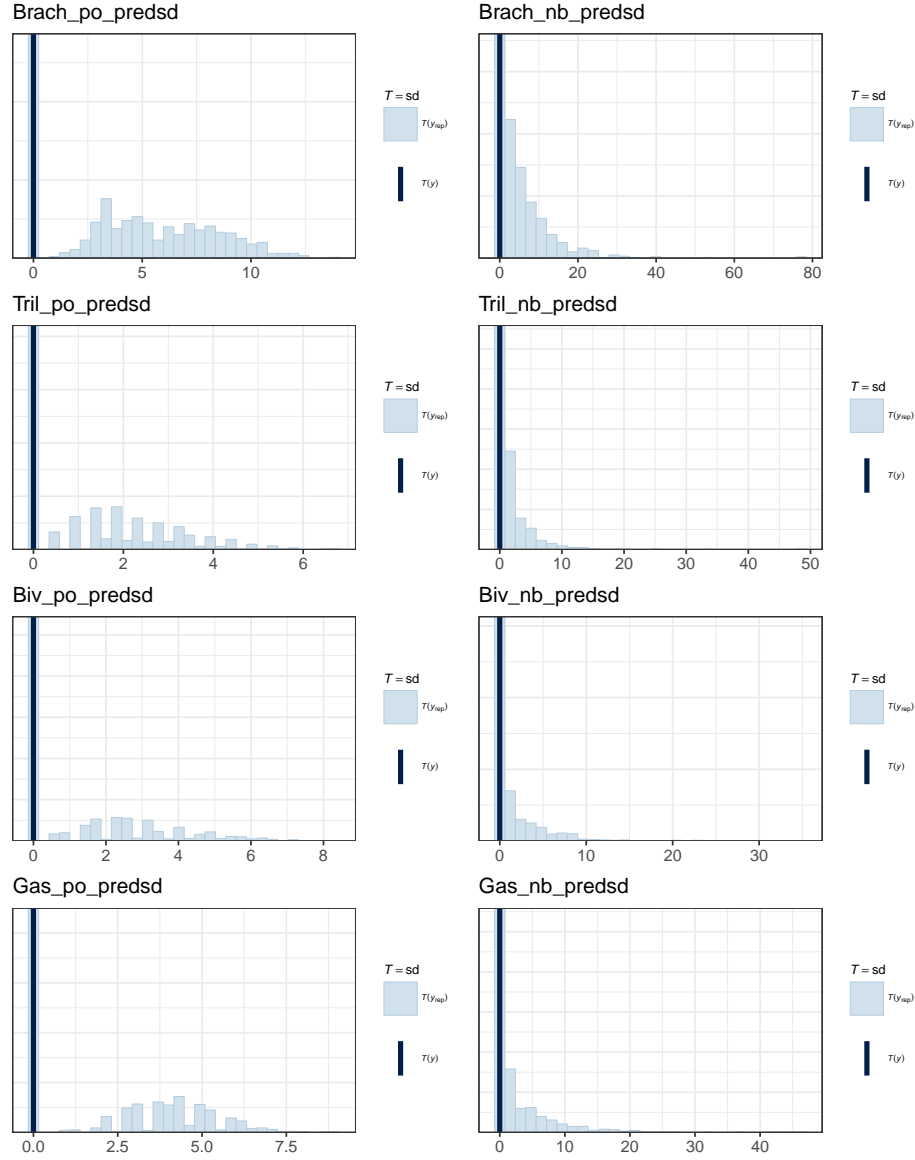 Brach_po_predsd
T = sd
T(yrep)
T(y)
0 5 10
Brach_nb_predsd
T = sd
T(yrep)
T(y)
0 20 40 60 80
Tril_po_predsd
T = sd
T(yrep)
T(y)
0 2 4 6
Tril_nb_predsd
T = sd
T(yrep)
T(y)
0 10 20 30 40 50
Biv_po_predsd
T = sd
T(yrep)
T(y)
0 2 4 6 8
Biv_nb_predsd
T = sd
T(yrep)
T(y)
0 10 20 30
Gas_po_predsd
T = sd
T(yrep)
T(y)
0.0 2.5 5.0 7.5
Gas_nb_predsd
T = sd
T(yrep)
T(y)
0 10 20 30 40